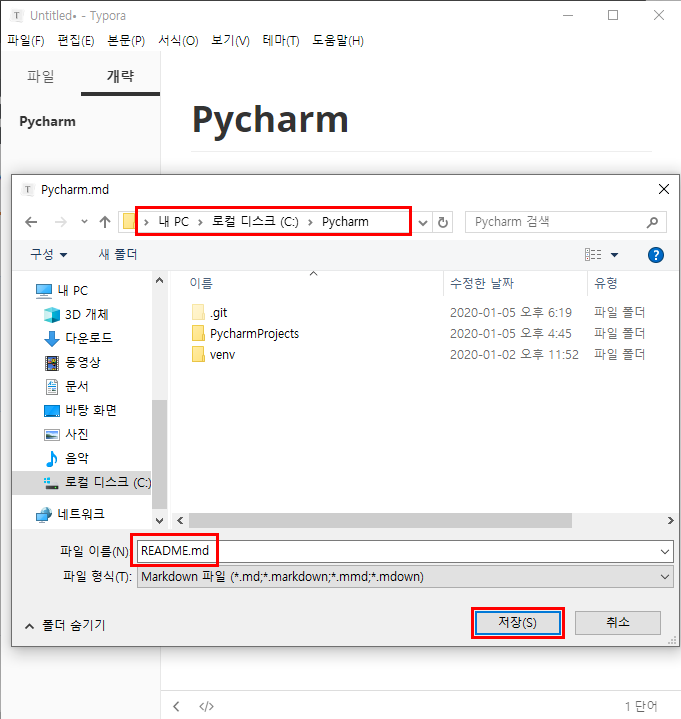 Untitled• - Typora
파일(F) 편집(E) 본문(P) 서식(O) 보기(V) 테마(T) 도움말(H)
파일 개략
Pycharm
Pycharm
Pycharm.md
내 PC > 로컬 디스크 (C:) > Pycharm
Pycharm 검색
구성 새 폴더
내 PC
3D 개체
다운로드
동영상
문서
바탕 화면
사진
음악
로컬 디스크 (C:)
네트워크
이름 수정한 날짜 유형
.git 2020-01-05 오후 6:19 파일 폴더
PycharmProjects 2020-01-05 오후 4:45 파일 폴더
venv 2020-01-02 오후 11:52 파일 폴더
파일 이름(N): README.md
파일 형식(T): Markdown 파일 (*.md;*.markdown;*.mmd;*.mdown)
폴더 숨기기
저장(S) 취소
1 단어